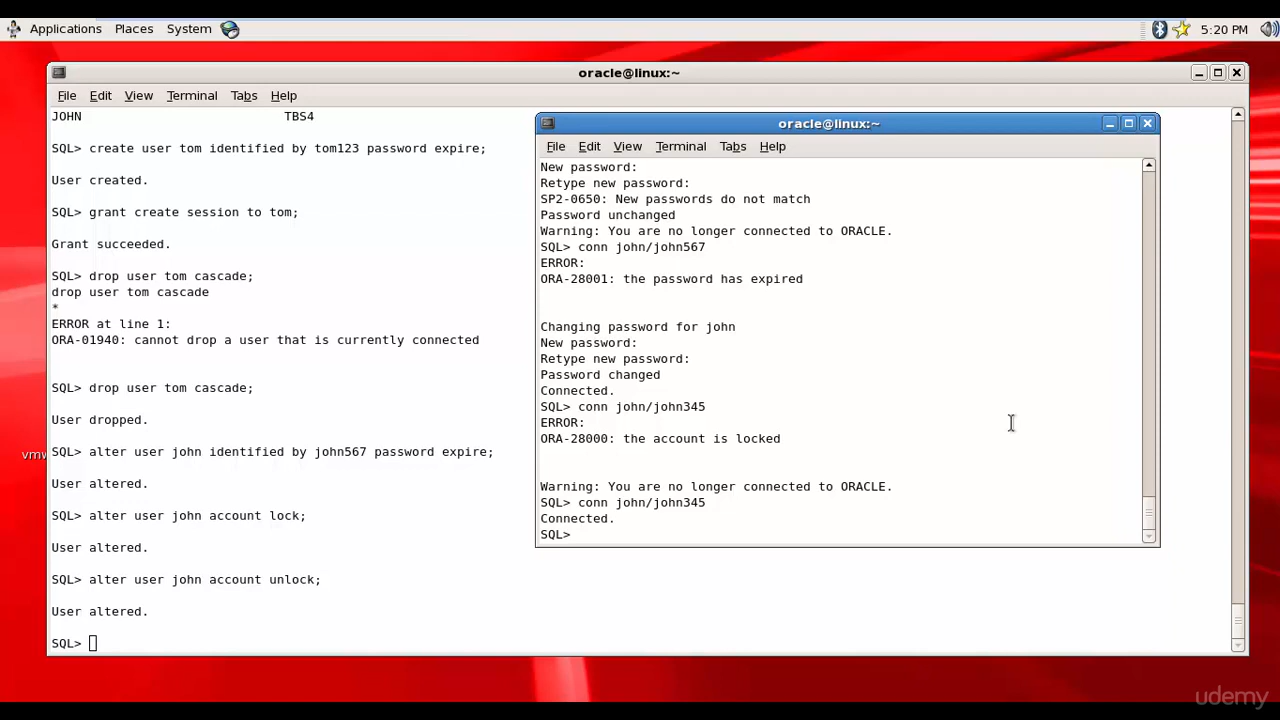 Applications Places System 5:20 PM
oracle@linux:~
File Edit View Terminal Tabs Help
JOHN TBS4
SQL> create user tom identified by tom123 password expire;
User created.
SQL> grant create session to tom;
Grant succeeded.
SQL> drop user tom cascade;
drop user tom cascade
*
ERROR at line 1:
ORA-01940: cannot drop a user that is currently connected
SQL> drop user tom cascade;
User dropped.
SQL> alter user john identified by john567 password expire;
User altered.
SQL> alter user john account lock;
User altered.
SQL> alter user john account unlock;
User altered.
SQL>
oracle@linux:~
File Edit View Terminal Tabs Help
New password:
Retype new password:
SP2-0650: New passwords do not match
Password unchanged
Warning: You are no longer connected to ORACLE.
SQL> conn john/john567
ERROR:
ORA-28001: the password has expired
Changing password for john
New password:
Retype new password:
Password changed
Connected.
SQL> conn john/john345
ERROR:
ORA-28000: the account is locked
Warning: You are no longer connected to ORACLE.
SQL> conn john/john345
Connected.
SQL>
udemy